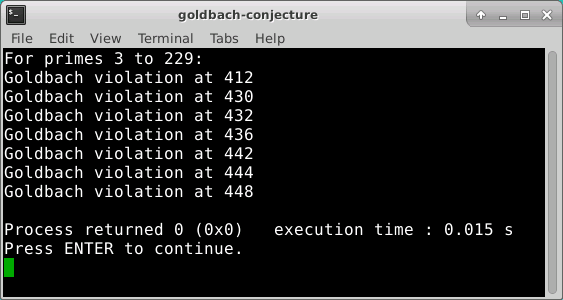 goldbach-conjecture
File Edit View Terminal Tabs Help
For primes 3 to 229:
Goldbach violation at 412
Goldbach violation at 430
Goldbach violation at 432
Goldbach violation at 436
Goldbach violation at 442
Goldbach violation at 444
Goldbach violation at 448
Process returned 0 (0x0)   execution time : 0.015 s
Press ENTER to continue.